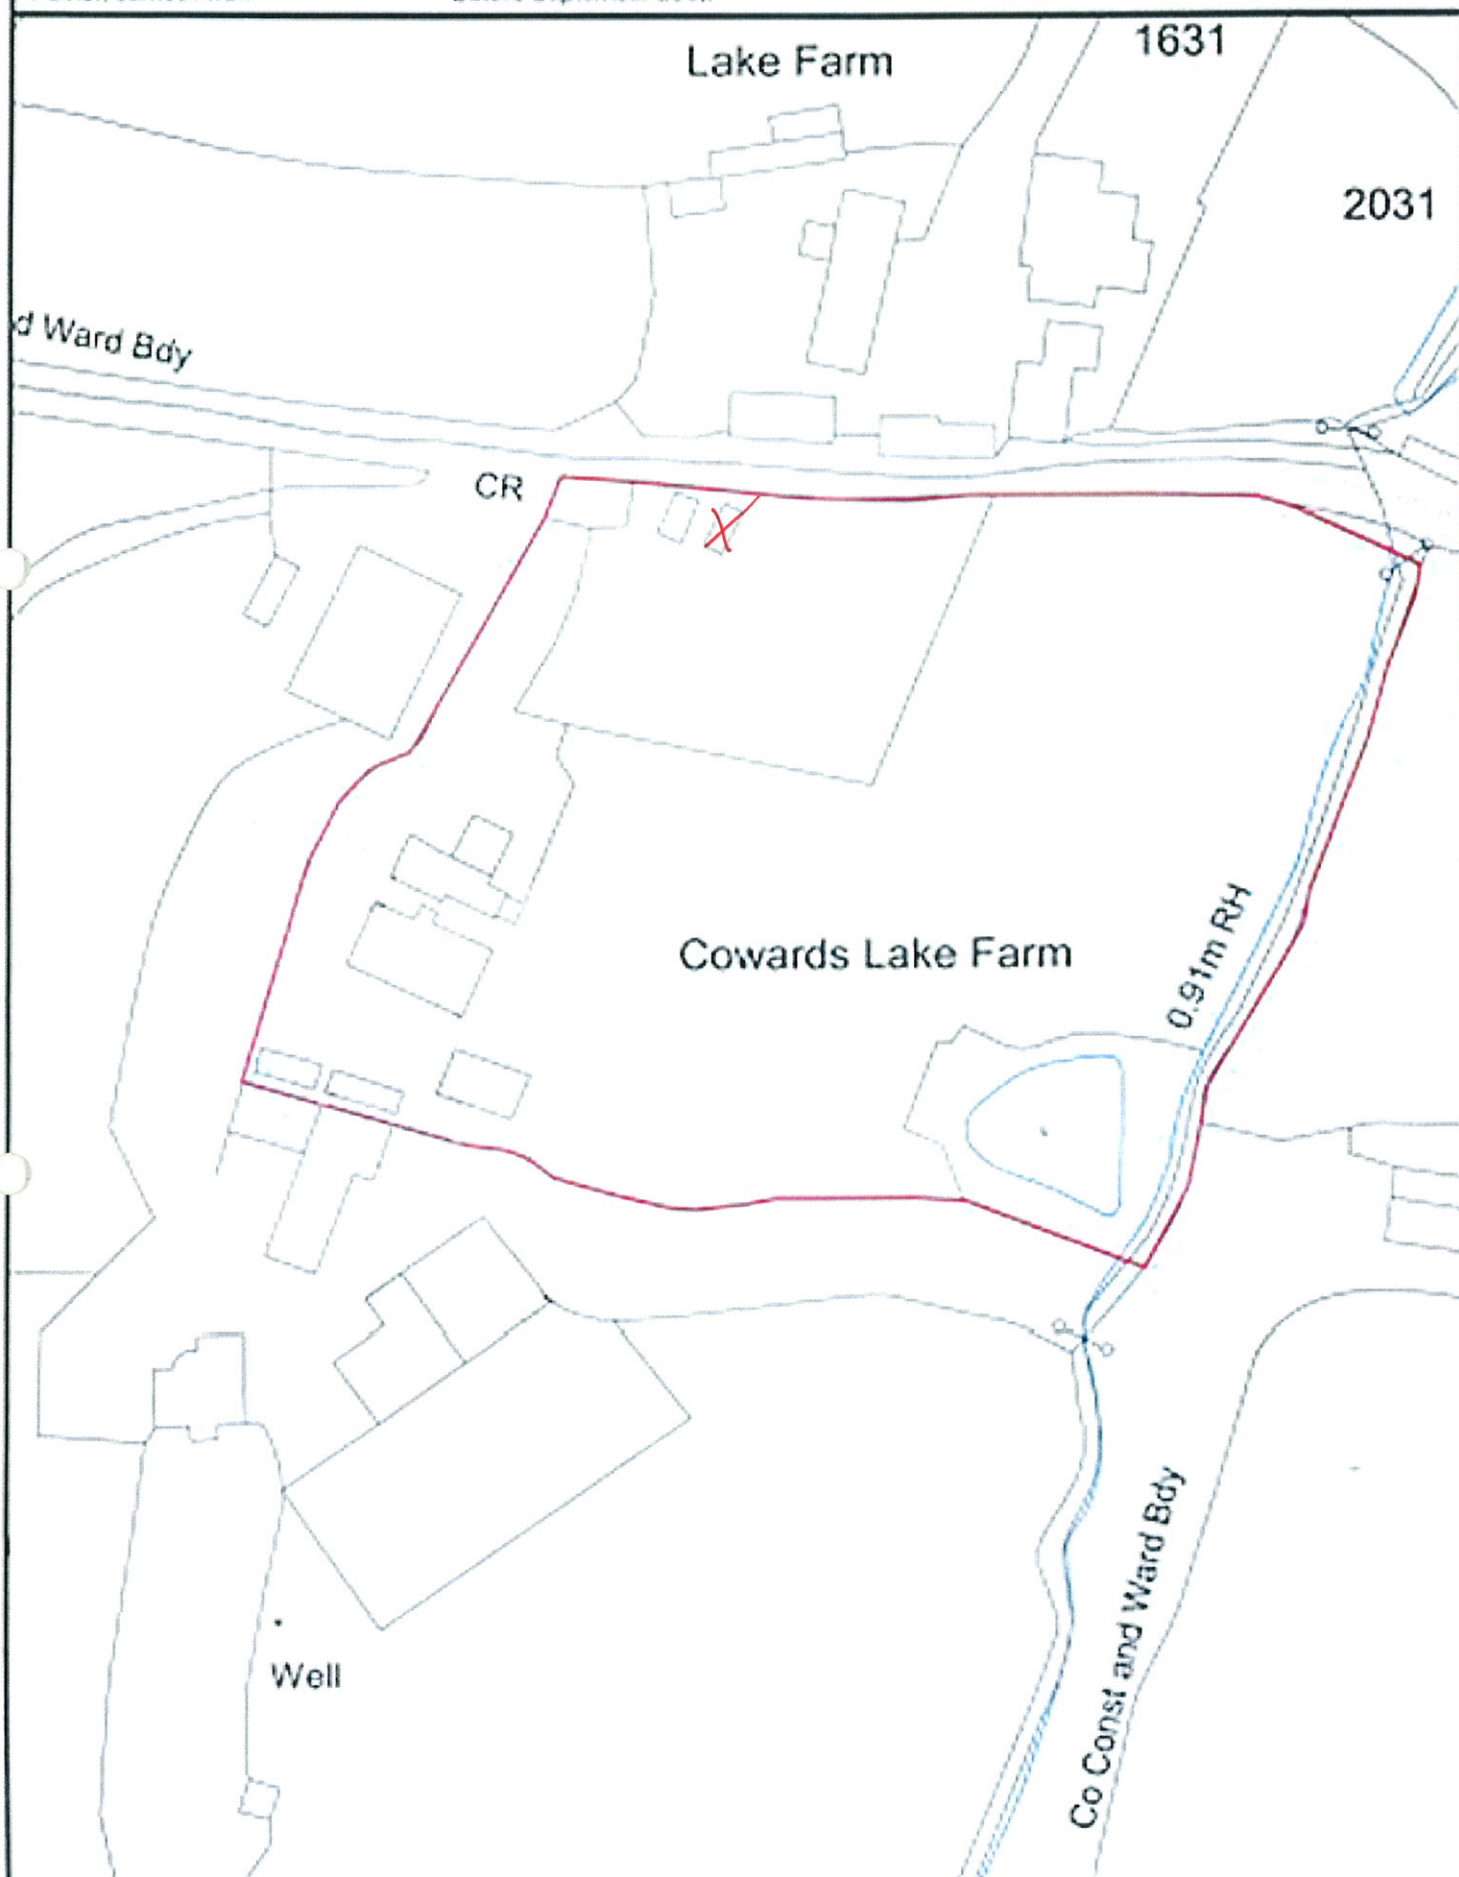 Lake Farm
1631
2031
d Ward Bdy
CR
Cowards Lake Farm
0.91m RH
Co Const and Ward Bdy
Well